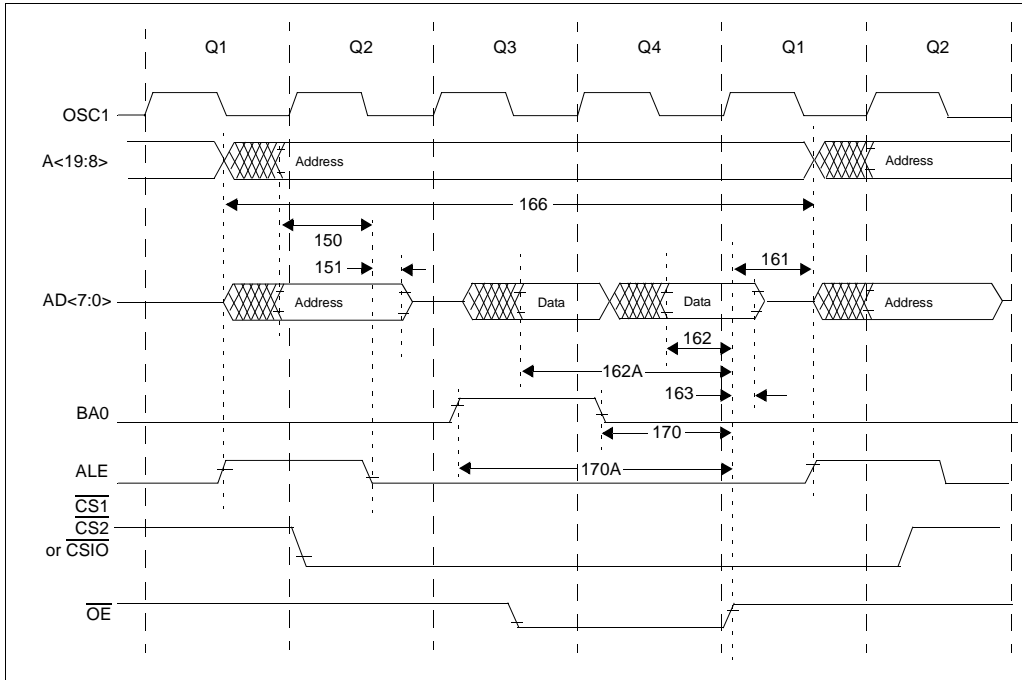 Q1 Q2 Q3 Q4 Q1 Q2
OSC1
A<19:8> Address Address
166
150
151 161
AD<7:0> Address Data Data Address
162
162A
163
BA0
170
ALE
170A
CS1
CS2
or CSIO
OE